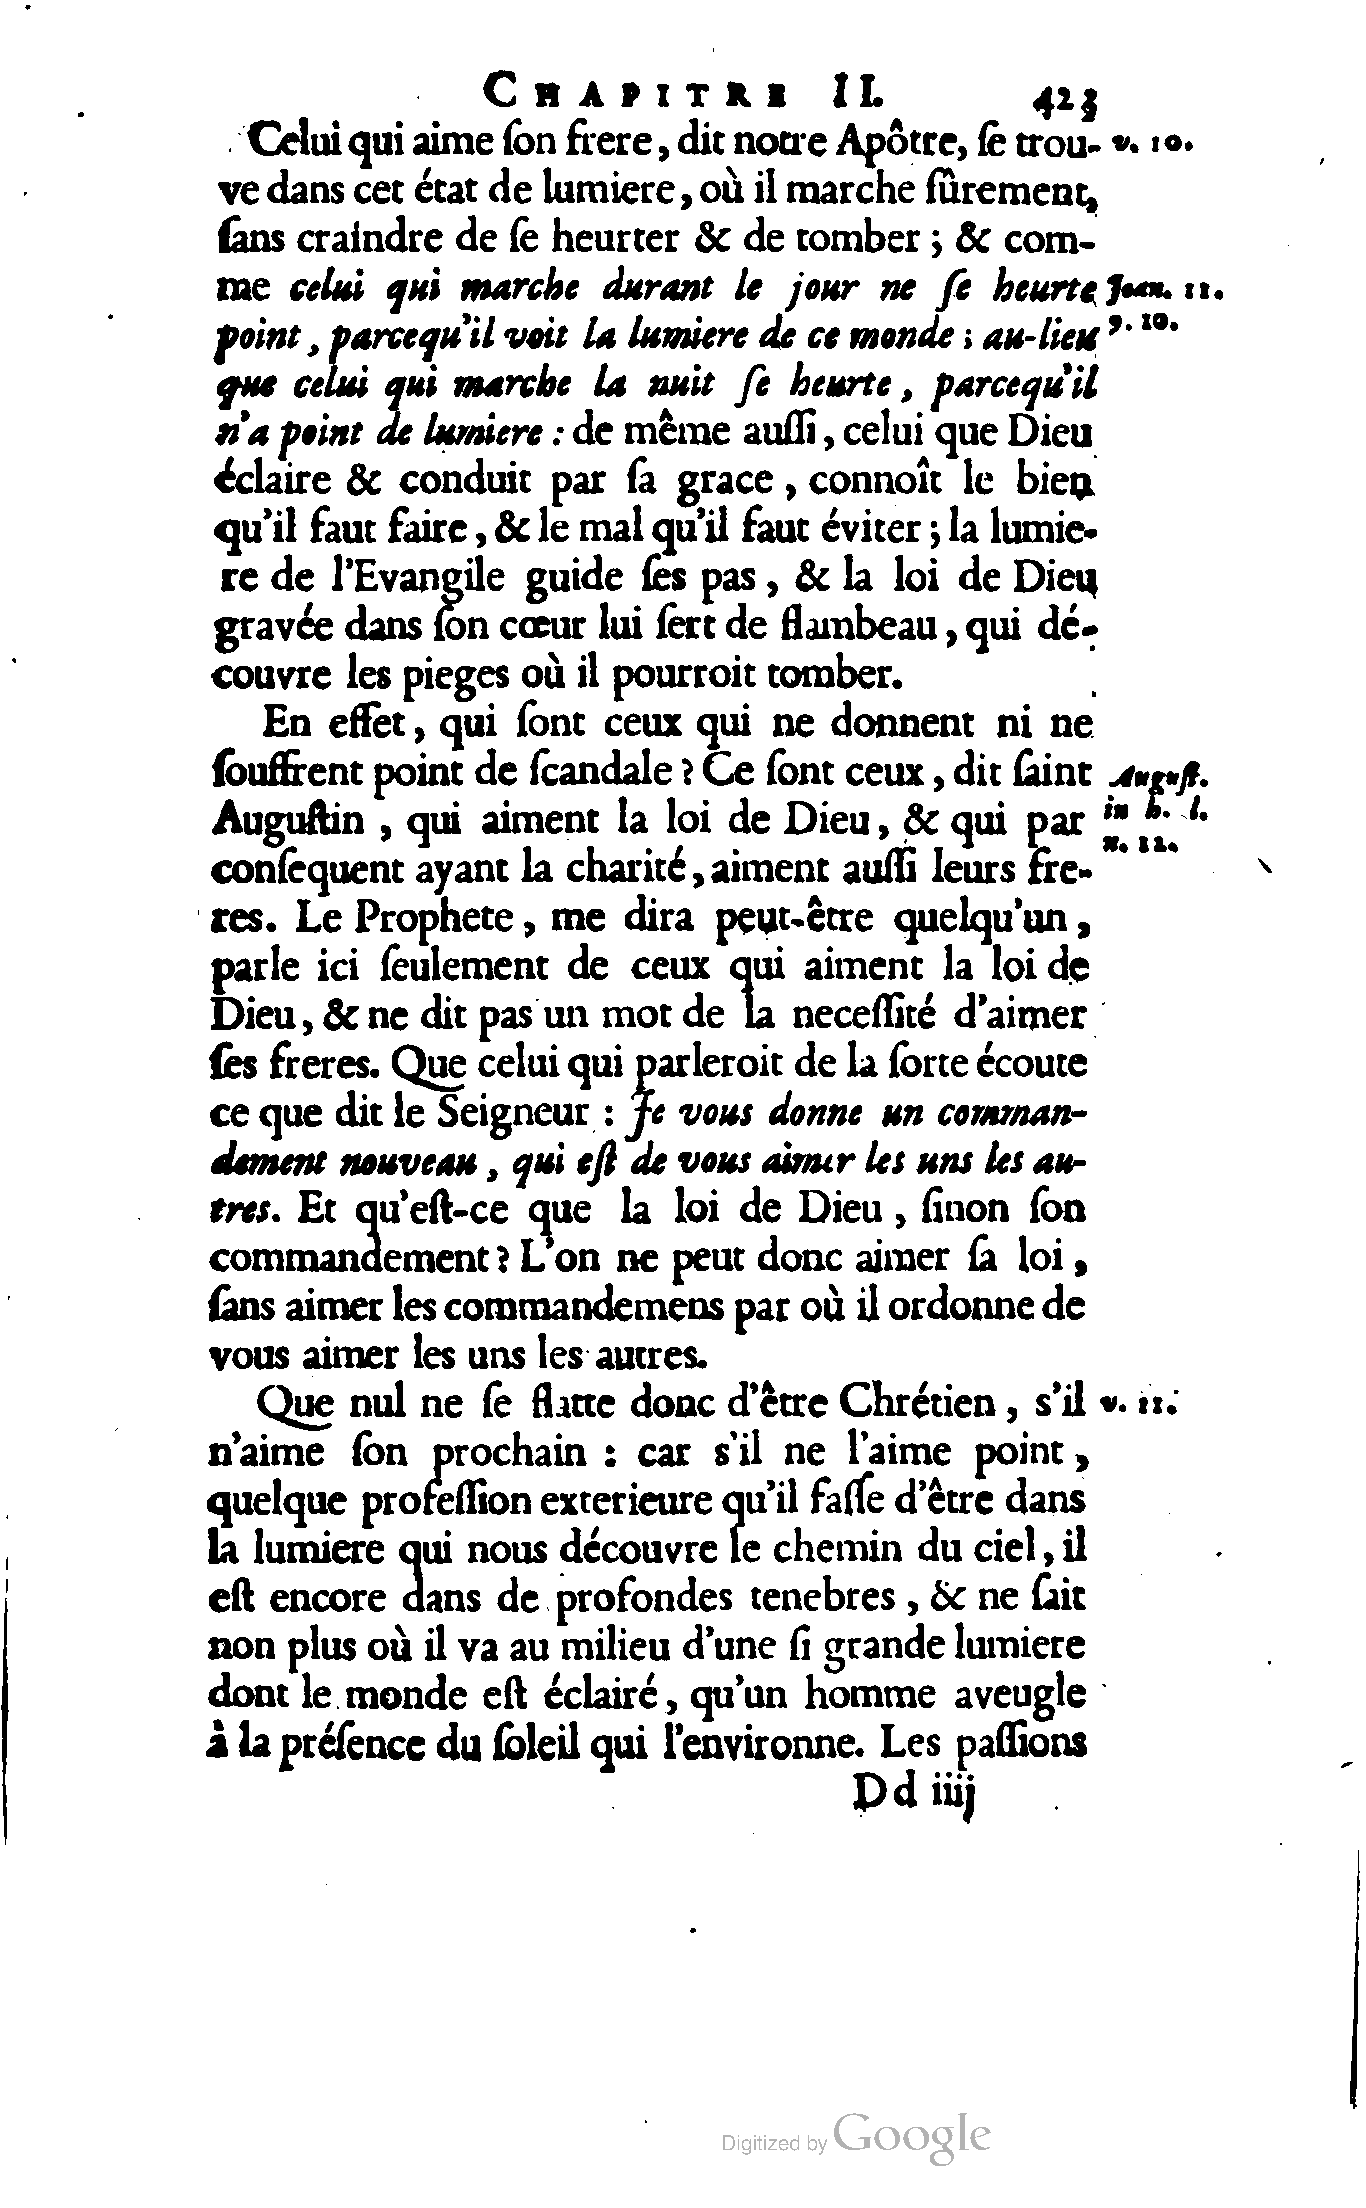 CHAPITRE II. 423
Celui qui aime ſon frere, dit notre Apôtre, ſe trou- v. 10.
ve dans cet état de lumiere, où il marche ſûrement,
ſans craindre de ſe heurter & de tomber ; & com-
me celui qui marche durant le jour ne ſe heurte Joan. 11.
point, parcequ'il voit la lumiere de ce monde ; au-lieu v. 10.
que celui qui marche la nuit ſe heurte, parcequ'il
n'a point de lumiere : de même auſſi, celui que Dieu
éclaire & conduit par ſa grace, connoît le bien
qu'il faut faire, & le mal qu'il faut éviter ; la lumie-
re de l'Evangile guide ſes pas, & la loi de Dieu
gravée dans ſon cœur lui ſert de flambeau, qui dé-
couvre les pieges où il pourroit tomber.
En effet, qui ſont ceux qui ne donnent ni ne
ſouffrent point de ſcandale ? Ce ſont ceux, dit ſaint Auguſt.
Auguſtin, qui aiment la loi de Dieu, & qui par in h. l.
conſequent ayant la charité, aiment auſſi leurs fre- n. 12.
res. Le Prophete, me dira peut-être quelqu'un,
parle ici ſeulement de ceux qui aiment la loi de
Dieu, & ne dit pas un mot de la neceſſité d'aimer
ſes freres. Que celui qui parleroit de la ſorte écoute
ce que dit le Seigneur : Je vous donne un comman-
dement nouveau, qui eſt de vous aimer les uns les au-
tres. Et qu'eſt-ce que la loi de Dieu, ſinon ſon
commandement ? L'on ne peut donc aimer ſa loi,
ſans aimer les commandemens par où il ordonne de
vous aimer les uns les autres.
Que nul ne ſe flatte donc d'être Chrétien, s'il v. 11.
n'aime ſon prochain : car s'il ne l'aime point,
quelque profeſſion exterieure qu'il faſſe d'être dans
la lumiere qui nous découvre le chemin du ciel, il
eſt encore dans de profondes tenebres, & ne ſait
non plus où il va au milieu d'une ſi grande lumiere
dont le monde eſt éclairé, qu'un homme aveugle
à la préſence du ſoleil qui l'environne. Les paſſions
Dd iiij
Digitized by Google